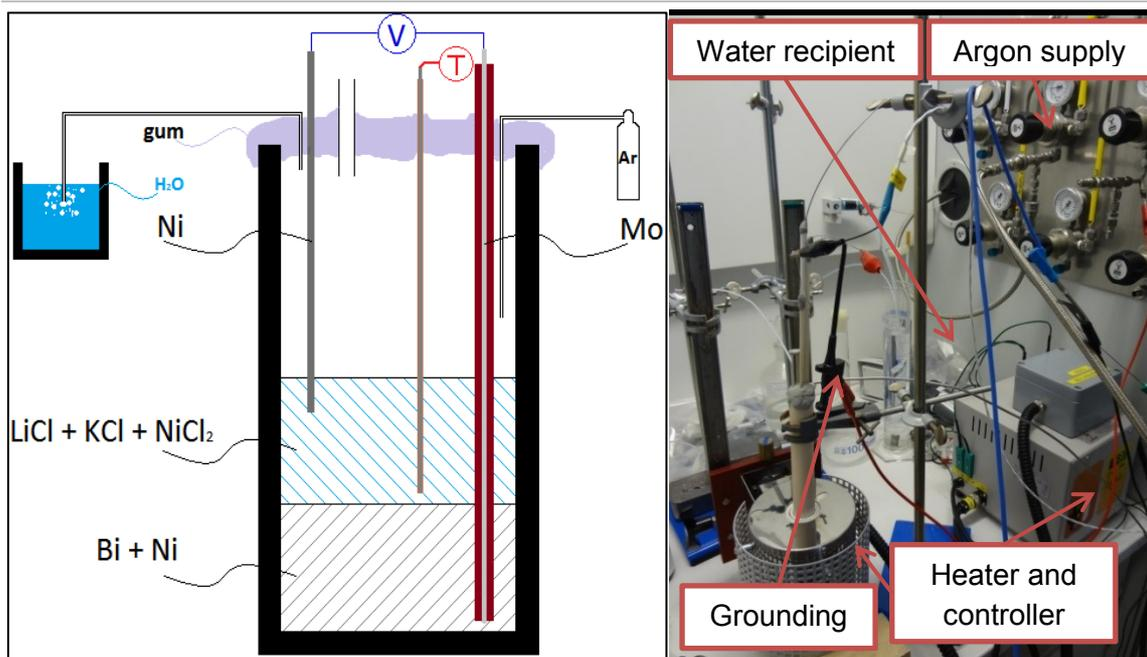 V
T
gum
Ar
H₂O
Ni
Mo
LiCl + KCl + NiCl₂
Bi + Ni
Water recipient
Argon supply
Grounding
Heater and
controller